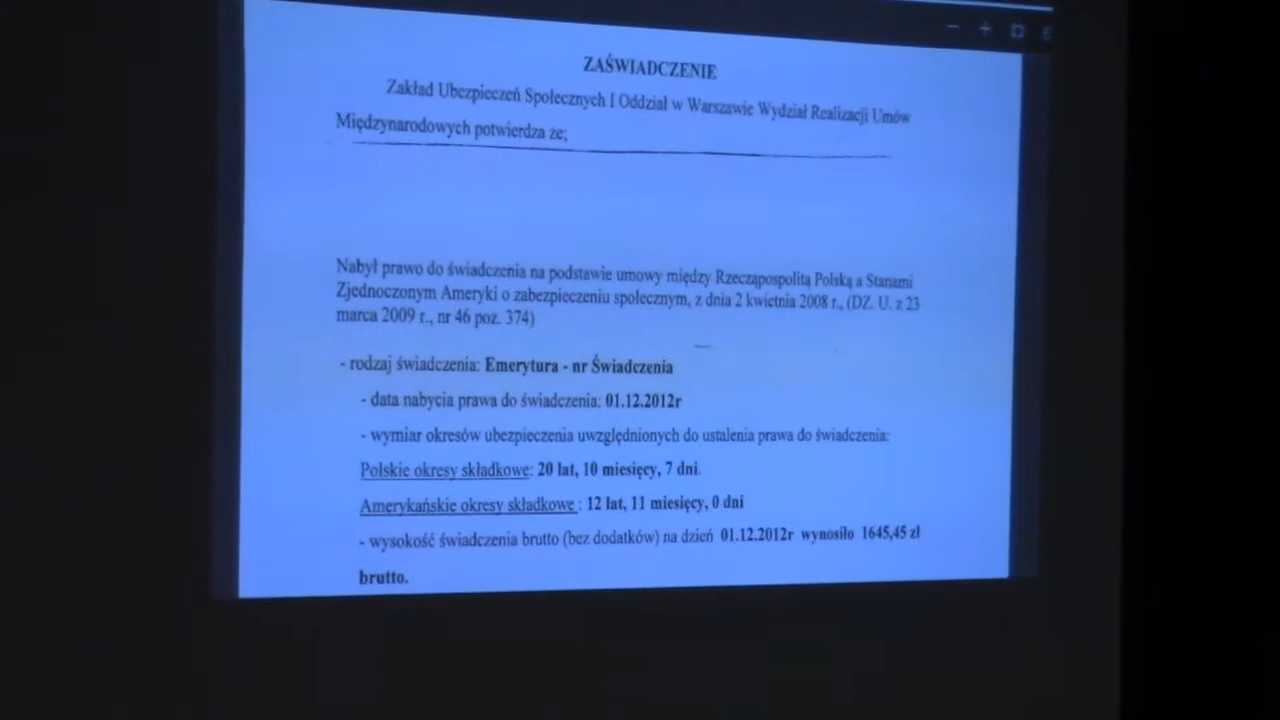 ZAŚWIADCZENIE
Zakład Ubezpieczeń Społecznych I Oddział w Warszawie Wydział Realizacji Umów
Międzynarodowych potwierdza że;
Nabył prawo do świadczenia na podstawie umowy między Rzecząpospolitą Polską a Stanami
Zjednoczonym Ameryki o zabezpieczeniu społecznym, z dnia 2 kwietnia 2008 r., (DZ. U. z 23
marca 2009 r., nr 46 poz. 374)
- rodzaj świadczenia: Emerytura - nr Świadczenia
- data nabycia prawa do świadczenia: 01.12.2012r
- wymiar okresów ubezpieczenia uwzględnionych do ustalenia prawa do świadczenia:
Polskie okresy składkowe: 20 lat, 10 miesięcy, 7 dni.
Amerykańskie okresy składkowe : 12 lat, 11 miesięcy, 0 dni
- wysokość świadczenia brutto (bez dodatków) na dzień 01.12.2012r wynosiło 1645,45 zł
brutto.